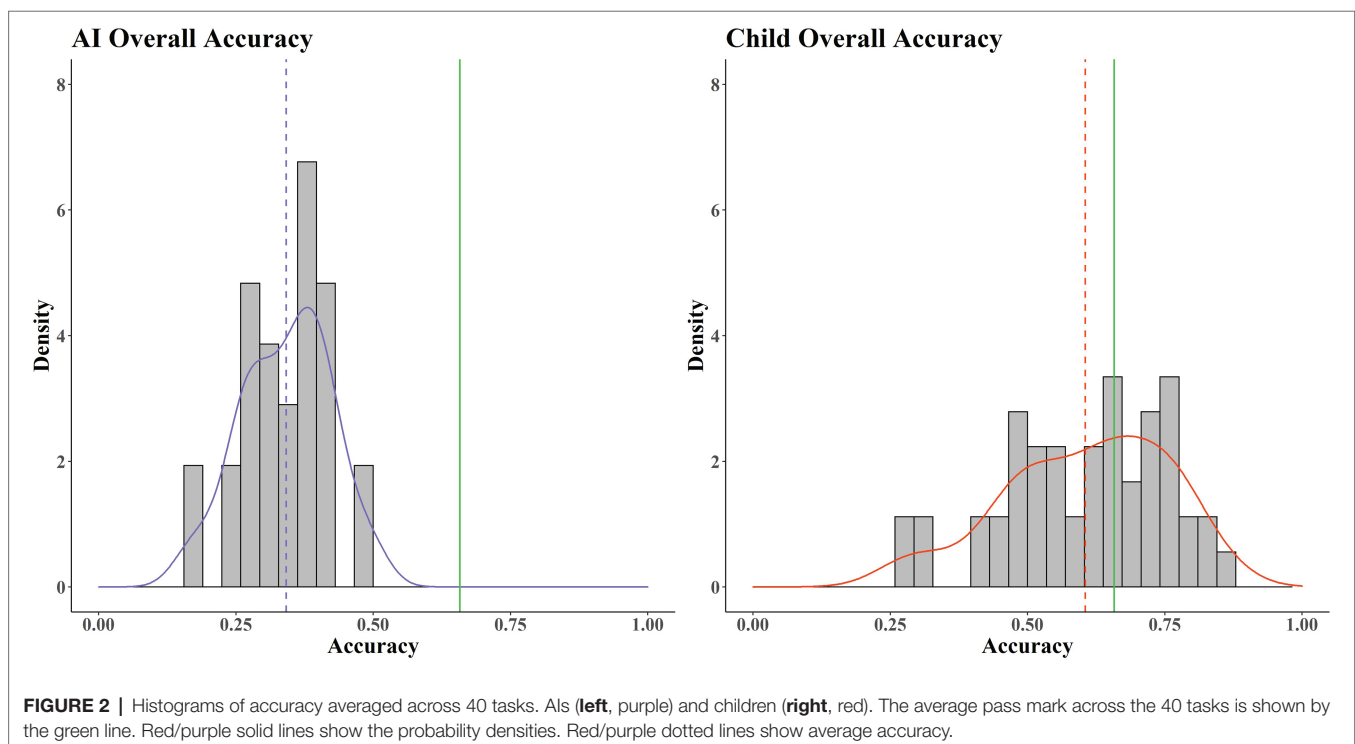 AI Overall Accuracy
8
6
4
2
0
Density
0.00 0.25 0.50 0.75 1.00
Accuracy
Child Overall Accuracy
8
6
4
2
0
Density
0.00 0.25 0.50 0.75 1.00
Accuracy
FIGURE 2 | Histograms of accuracy averaged across 40 tasks. AIs (left, purple) and children (right, red). The average pass mark across the 40 tasks is shown by
the green line. Red/purple solid lines show the probability densities. Red/purple dotted lines show average accuracy.